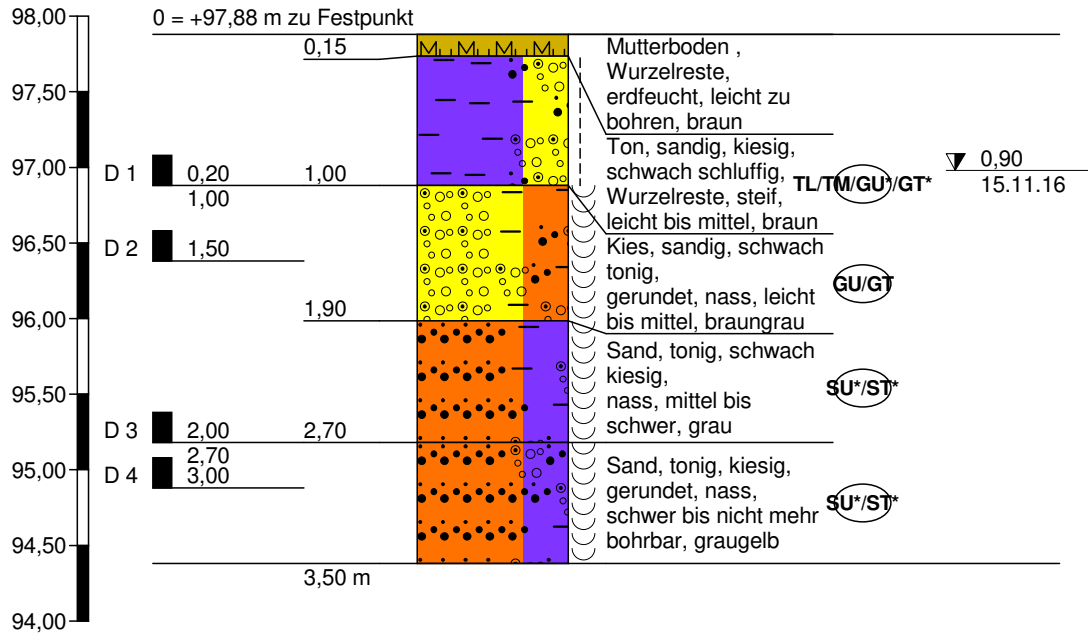 98,00
97,50
97,00
96,50
96,00
95,50
95,00
94,50
94,00
0 = +97,88 m zu Festpunkt
D 1
0,20
1,00
D 2
1,50
D 3
2,00
2,70
D 4
3,00
0,15
1,00
1,90
2,70
3,50 m
Mutterboden ,
Wurzelreste,
erdfeucht, leicht zu
bohren, braun
Ton, sandig, kiesig,
schwach schluffig,
Wurzelreste, steif,
leicht bis mittel, braun
TL/TM/GU*/GT*
Kies, sandig, schwach
tonig,
gerundet, nass, leicht
bis mittel, braungrau
GU/GT
Sand, tonig, schwach
kiesig,
nass, mittel bis
schwer, grau
SU*/ST*
Sand, tonig, kiesig,
gerundet, nass,
schwer bis nicht mehr
bohrbar, graugelb
SU*/ST*
0,90
15.11.16